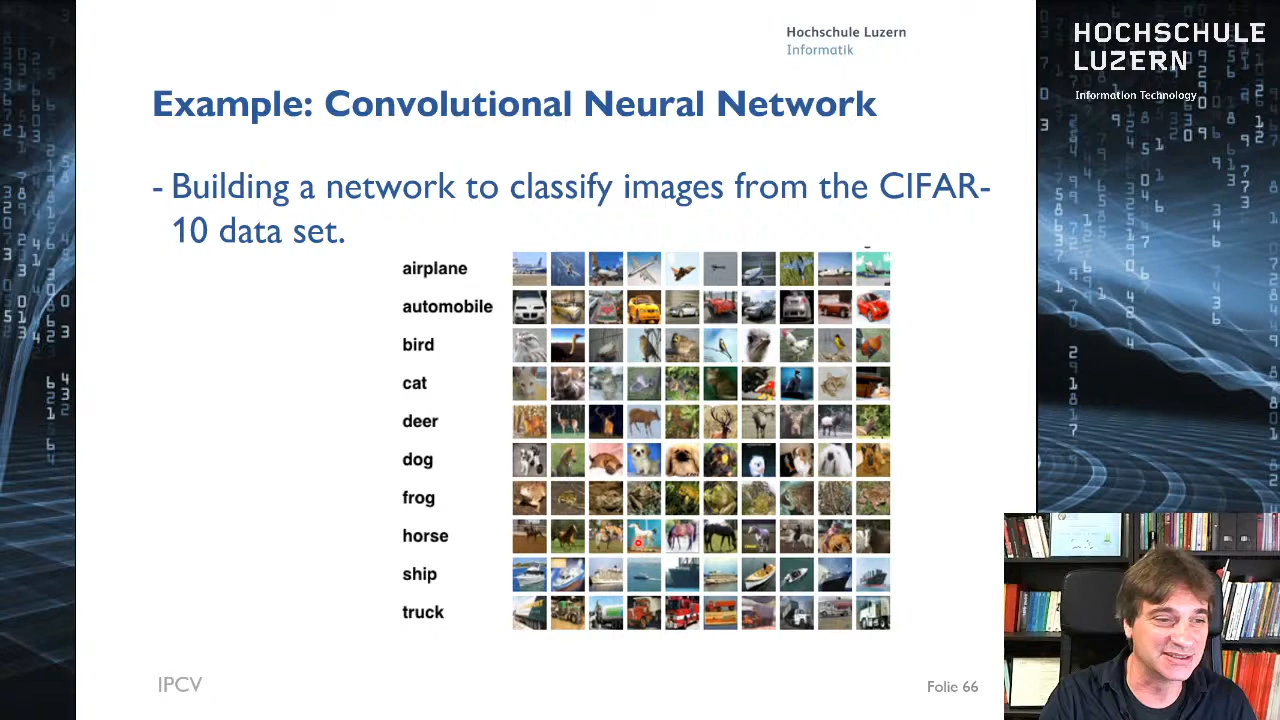 Hochschule Luzern
Informatik
HOCHSCHULE
LUZERN
Information Technology
Example: Convolutional Neural Network
- Building a network to classify images from the CIFAR-
10 data set.
airplane
automobile
bird
cat
deer
dog
frog
horse
ship
truck
IPCV
Folie 66